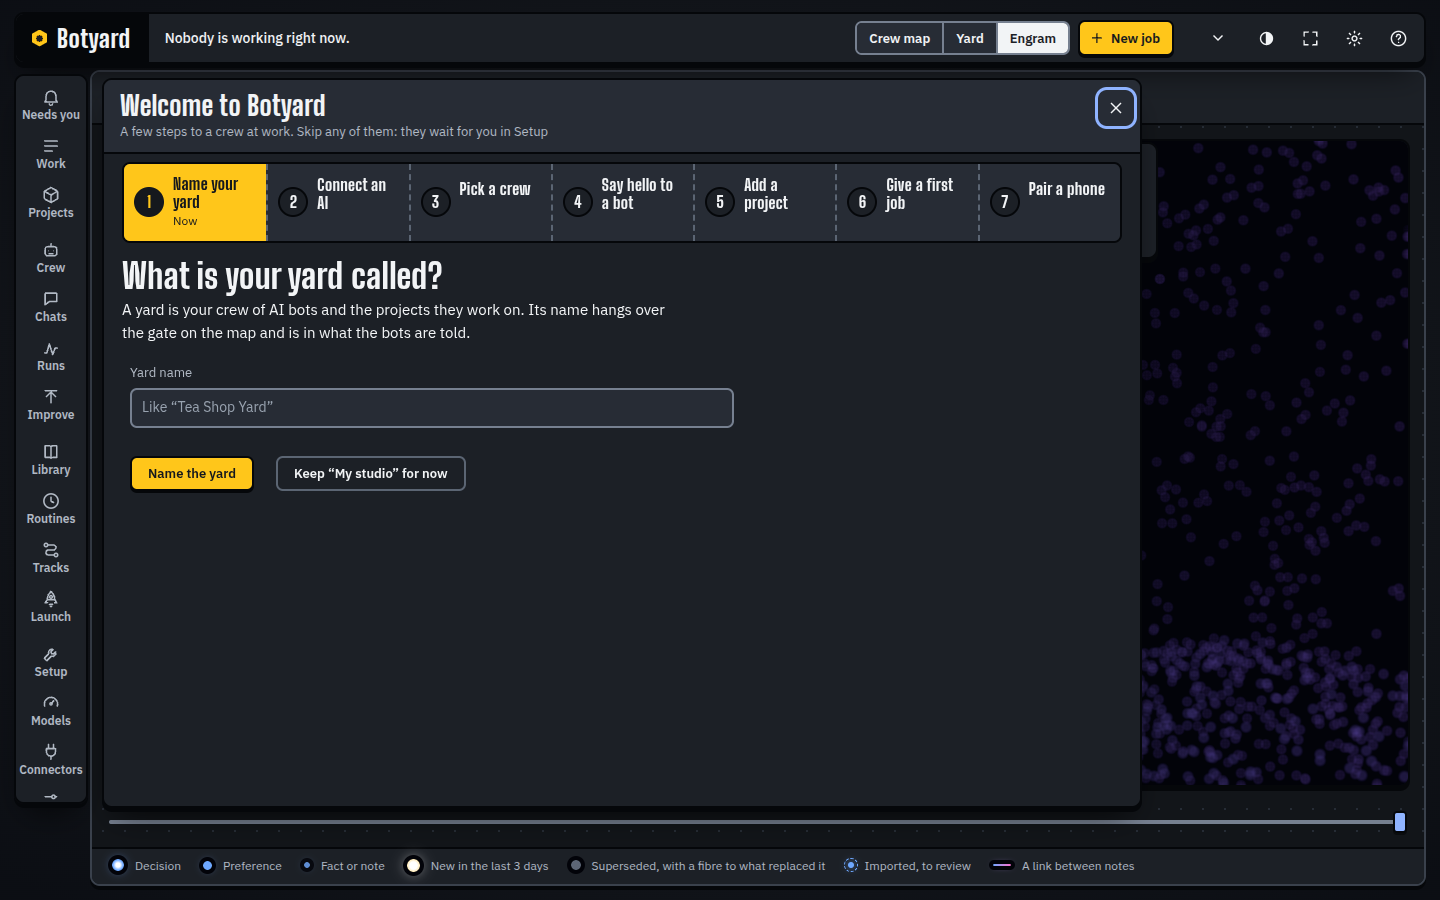 Botyard
Nobody is working right now.
Crew map
Yard
Engram
New job
Needs you
Work
Projects
Crew
Chats
Runs
Improve
Library
Routines
Tracks
Launch
Setup
Models
Connectors
Welcome to Botyard
A few steps to a crew at work. Skip any of them: they wait for you in Setup
1
Name your
yard
Now
2
Connect an
AI
3
Pick a crew
4
Say hello to
a bot
5
Add a
project
6
Give a first
job
7
Pair a phone
What is your yard called?
A yard is your crew of AI bots and the projects they work on. Its name hangs over
the gate on the map and is in what the bots are told.
Yard name
Like “Tea Shop Yard”
Name the yard
Keep “My studio” for now
Decision
Preference
Fact or note
New in the last 3 days
Superseded, with a fibre to what replaced it
Imported, to review
A link between notes